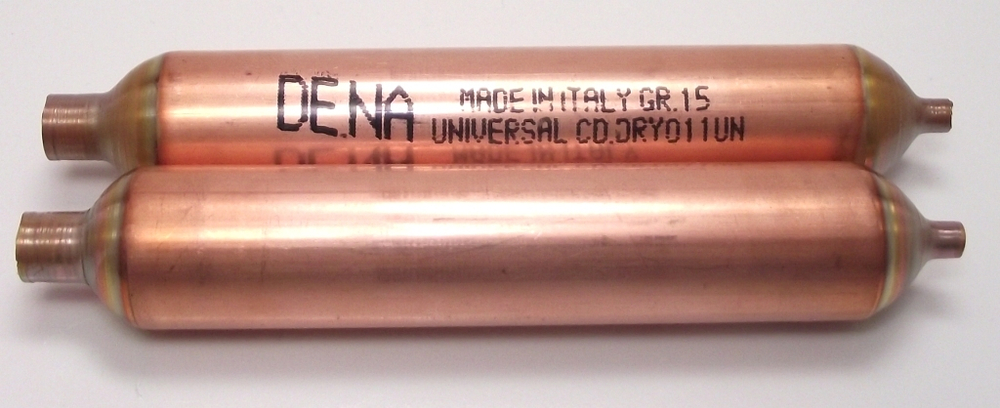 DE.NA
MADE IN ITALY GR.15
UNIVERSAL CD.DRY011UN